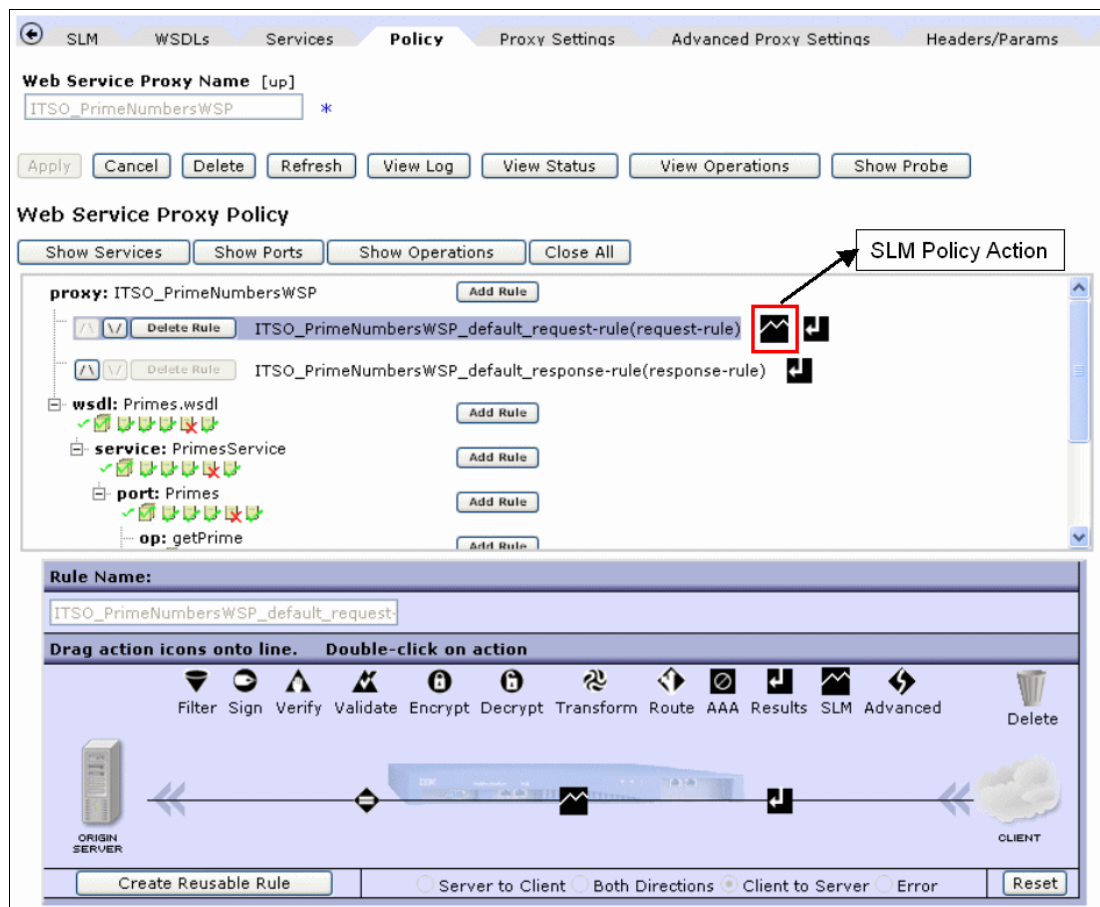 SLM WSDLs Services Policy Proxy Settings Advanced Proxy Settings Headers/Params
Web Service Proxy Name [up]
ITSO_PrimeNumbersWSP *
Apply Cancel Delete Refresh View Log View Status View Operations Show Probe
Web Service Proxy Policy
Show Services Show Ports Show Operations Close All
SLM Policy Action
proxy: ITSO_PrimeNumbersWSP Add Rule
/\ \/ Delete Rule ITSO_PrimeNumbersWSP_default_request-rule(request-rule)
/\ \/ Delete Rule ITSO_PrimeNumbersWSP_default_response-rule(response-rule)
wsdl: Primes.wsdl Add Rule
service: PrimesService Add Rule
port: Primes Add Rule
op: getPrime Add Rule
Rule Name:
ITSO_PrimeNumbersWSP_default_request-
Drag action icons onto line. Double-click on action
Filter Sign Verify Validate Encrypt Decrypt Transform Route AAA Results SLM Advanced
Delete
ORIGIN SERVER
CLIENT
Create Reusable Rule Server to Client Both Directions Client to Server Error Reset